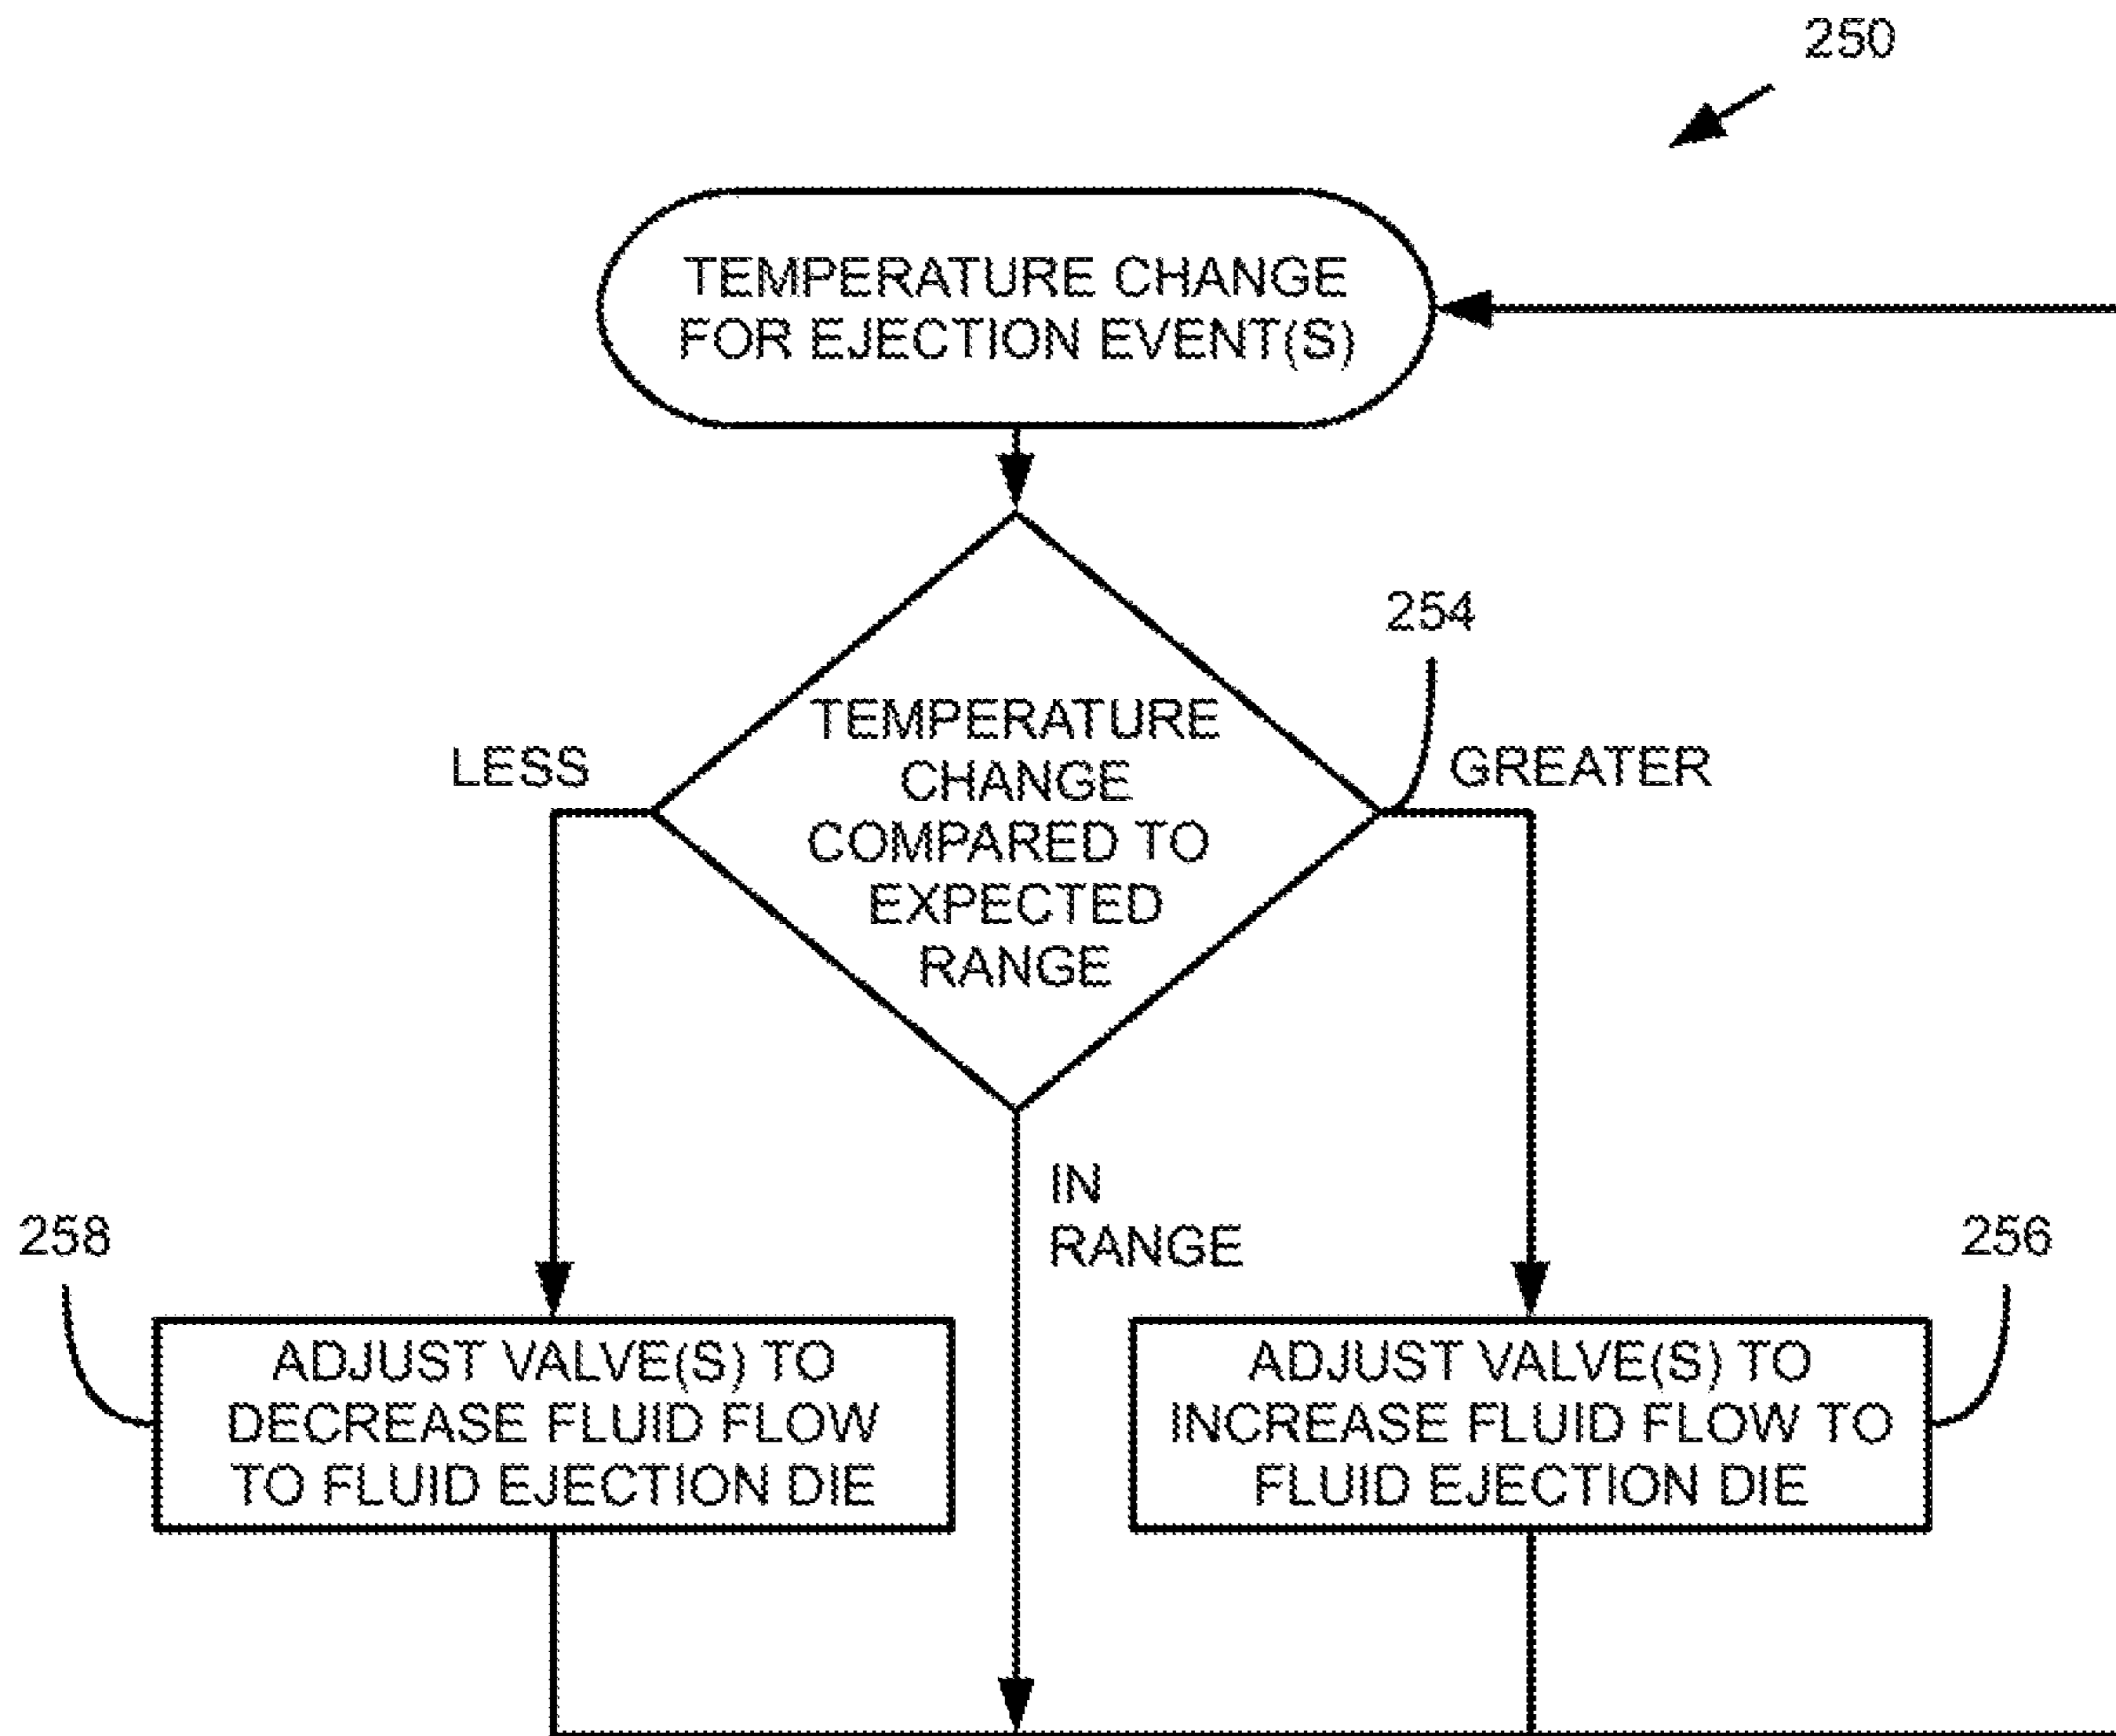 250
TEMPERATURE CHANGE
FOR EJECTION EVENT(S)
254
TEMPERATURE
CHANGE
COMPARED TO
EXPECTED
RANGE
LESS
GREATER
IN
RANGE
258
256
ADJUST VALVE(S) TO
DECREASE FLUID FLOW
TO FLUID EJECTION DIE
ADJUST VALVE(S) TO
INCREASE FLUID FLOW TO
FLUID EJECTION DIE